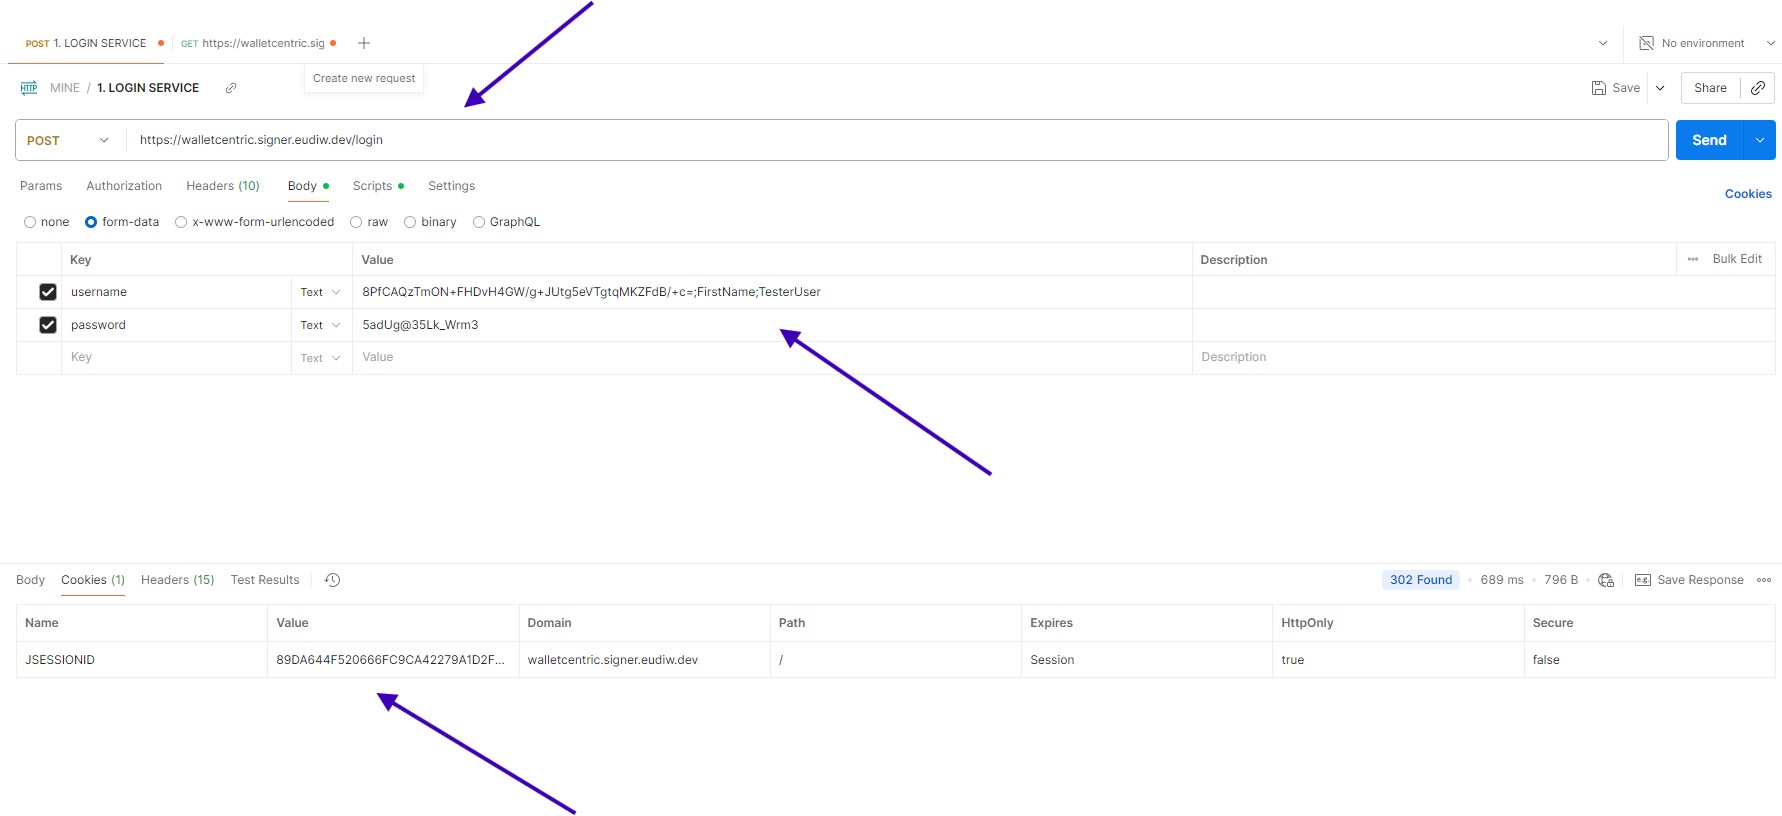 POST 1. LOGIN SERVICE GET https://walletcentric.sig No environment
Create new request
HTTP MINE / 1. LOGIN SERVICE Save Share
POST https://walletcentric.signer.eudiw.dev/login Send
Params Authorization Headers (10) Body Scripts Settings Cookies
none form-data x-www-form-urlencoded raw binary GraphQL
Key Value Description Bulk Edit
username Text 8PfCAQzTmON+FHDvH4GW/g+JUtg5eVTgtqMKZFdB/+c=;FirstName;TesterUser
password Text 5adUg@35Lk_Wrm3
Key Text Value Description
Body Cookies (1) Headers (15) Test Results 302 Found 689 ms 796 B e.g. Save Response
Name Value Domain Path Expires HttpOnly Secure
JSESSIONID 89DA644F520666FC9CA42279A1D2F... walletcentric.signer.eudiw.dev / Session true false